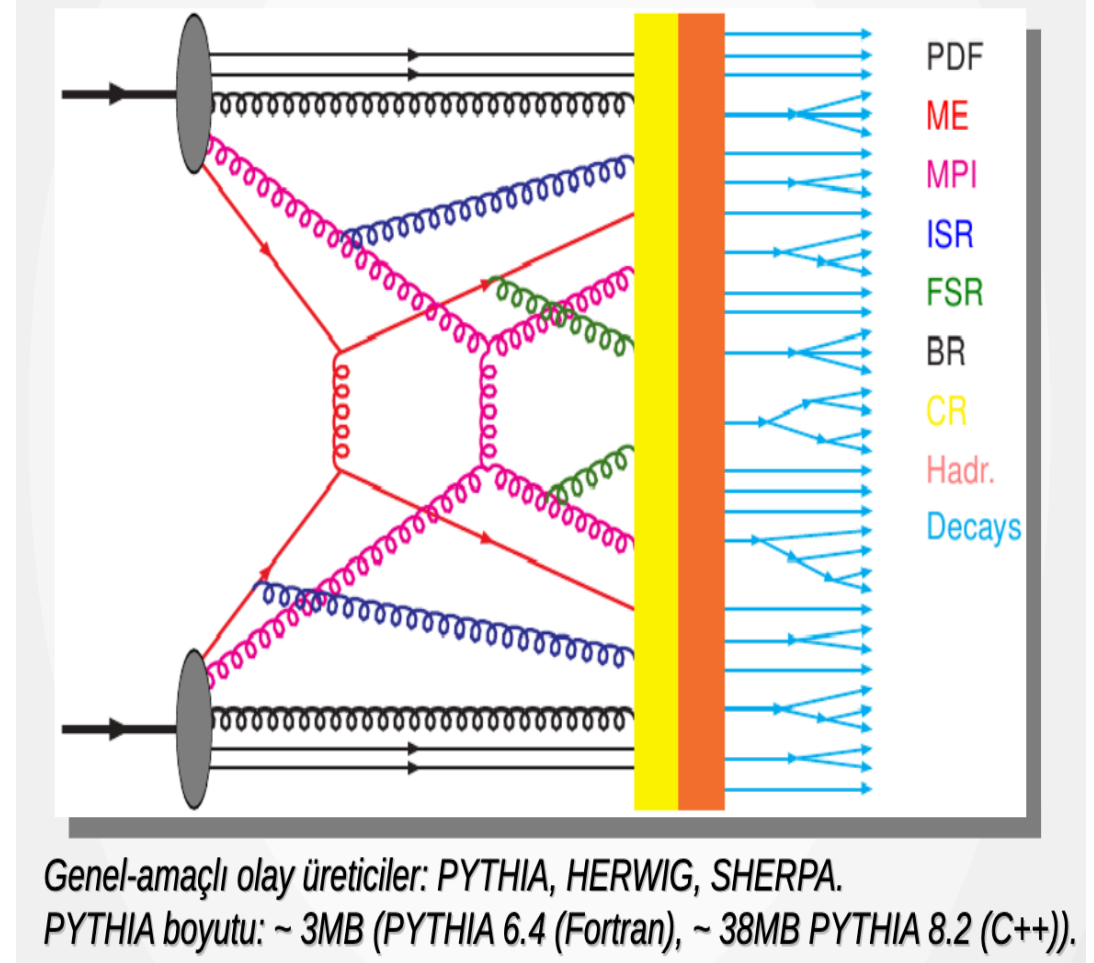 PDF
ME
MPI
ISR
FSR
BR
CR
Hadr.
Decays
Genel-amaçlı olay üreticiler: PYTHIA, HERWIG, SHERPA.
PYTHIA boyutu: ~ 3MB (PYTHIA 6.4 (Fortran), ~ 38MB PYTHIA 8.2 (C++)).